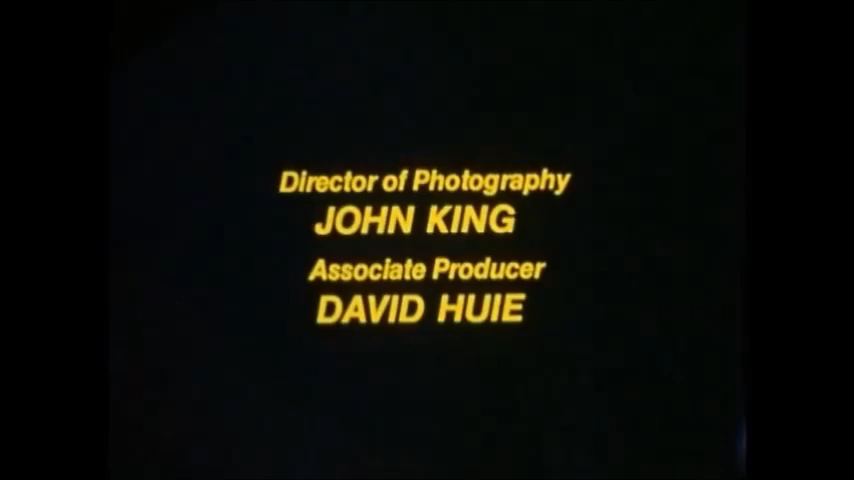 Director of Photography
JOHN KING
Associate Producer
DAVID HUIE